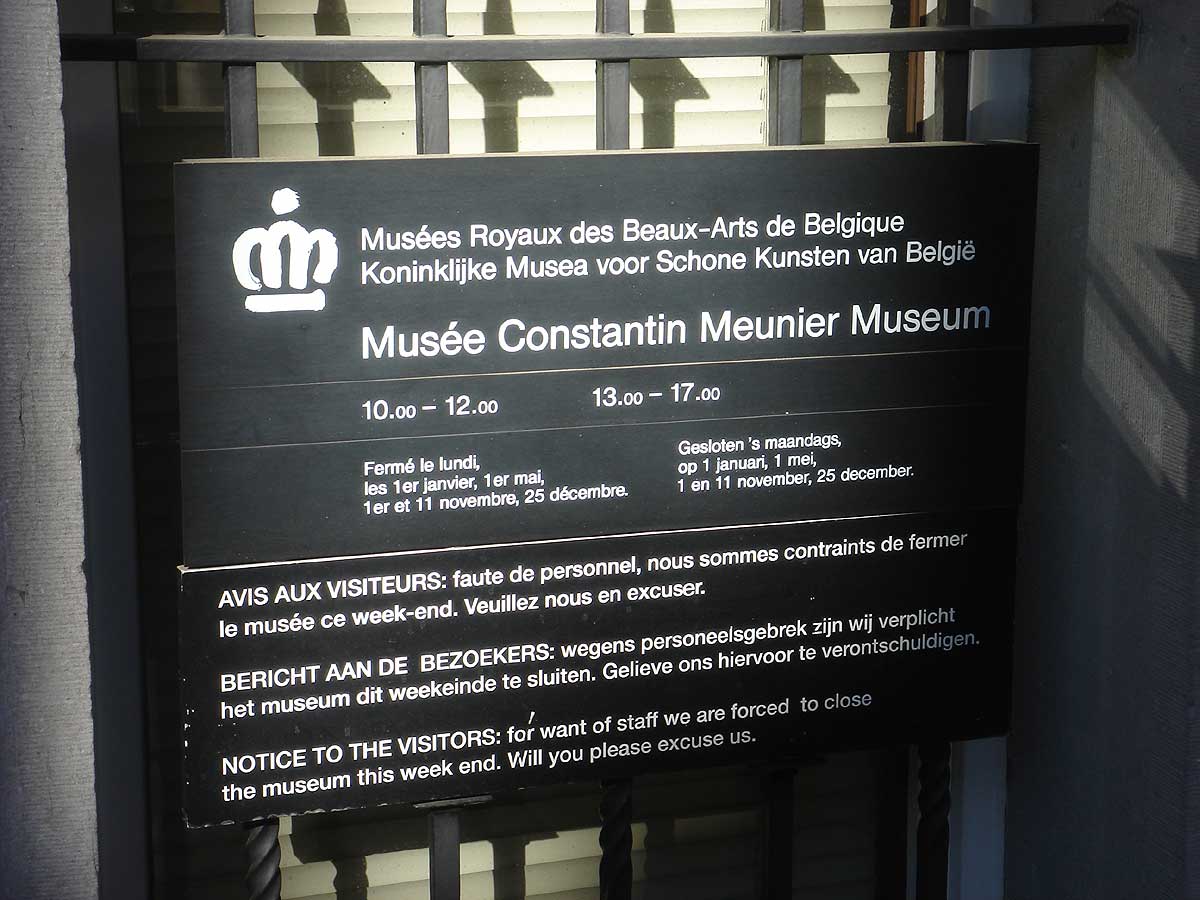 Musées Royaux des Beaux-Arts de Belgique
Koninklijke Musea voor Schone Kunsten van België
Musée Constantin Meunier Museum
10.00 – 12.00 13.00 – 17.00
Fermé le lundi,
les 1er janvier, 1er mai,
1er et 11 novembre, 25 décembre.
Gesloten 's maandags,
op 1 januari, 1 mei,
1 en 11 november, 25 december.
AVIS AUX VISITEURS: faute de personnel, nous sommes contraints de fermer
le musée ce week-end. Veuillez nous en excuser.
BERICHT AAN DE BEZOEKERS: wegens personeelsgebrek zijn wij verplicht
het museum dit weekeinde te sluiten. Gelieve ons hiervoor te verontschuldigen.
NOTICE TO THE VISITORS: for want of staff we are forced to close
the museum this week end. Will you please excuse us.